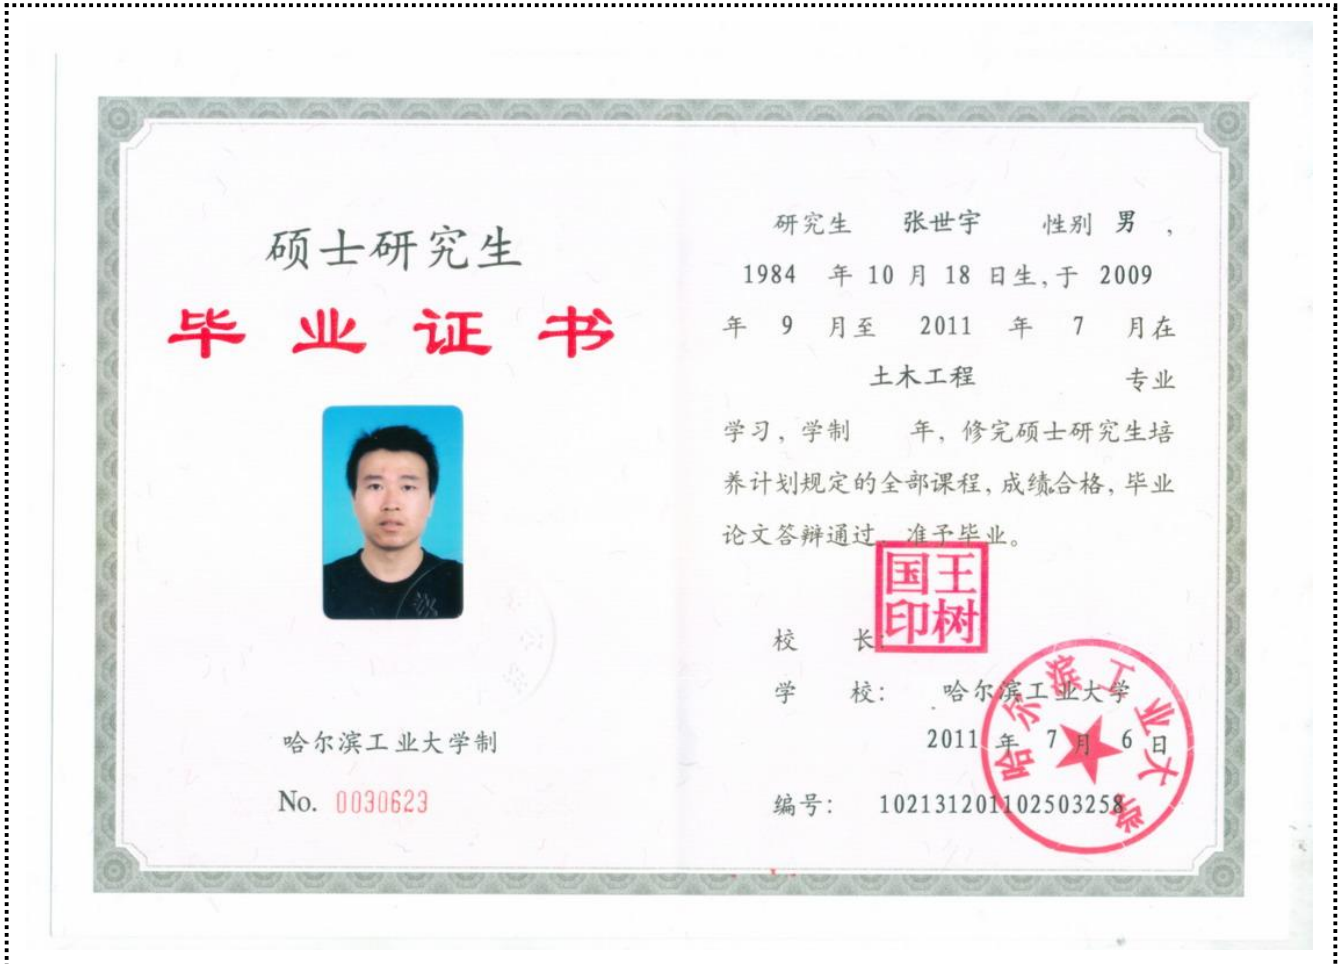 硕士研究生
毕业证书
哈尔滨工业大学制
No. 0030623
研究生 张世宇 性别 男 ,
1984 年 10 月 18 日生,于 2009
年 9 月至 2011 年 7 月在
土木工程 专业
学习, 学制 年, 修完硕士研究生培
养计划规定的全部课程, 成绩合格, 毕业
论文答辩通过, 准予毕业。
校 长:
国王
印树
学 校: 哈尔滨工业大学
2011 年 7 月 6 日
哈尔滨工业大学
编号: 102131201102503258